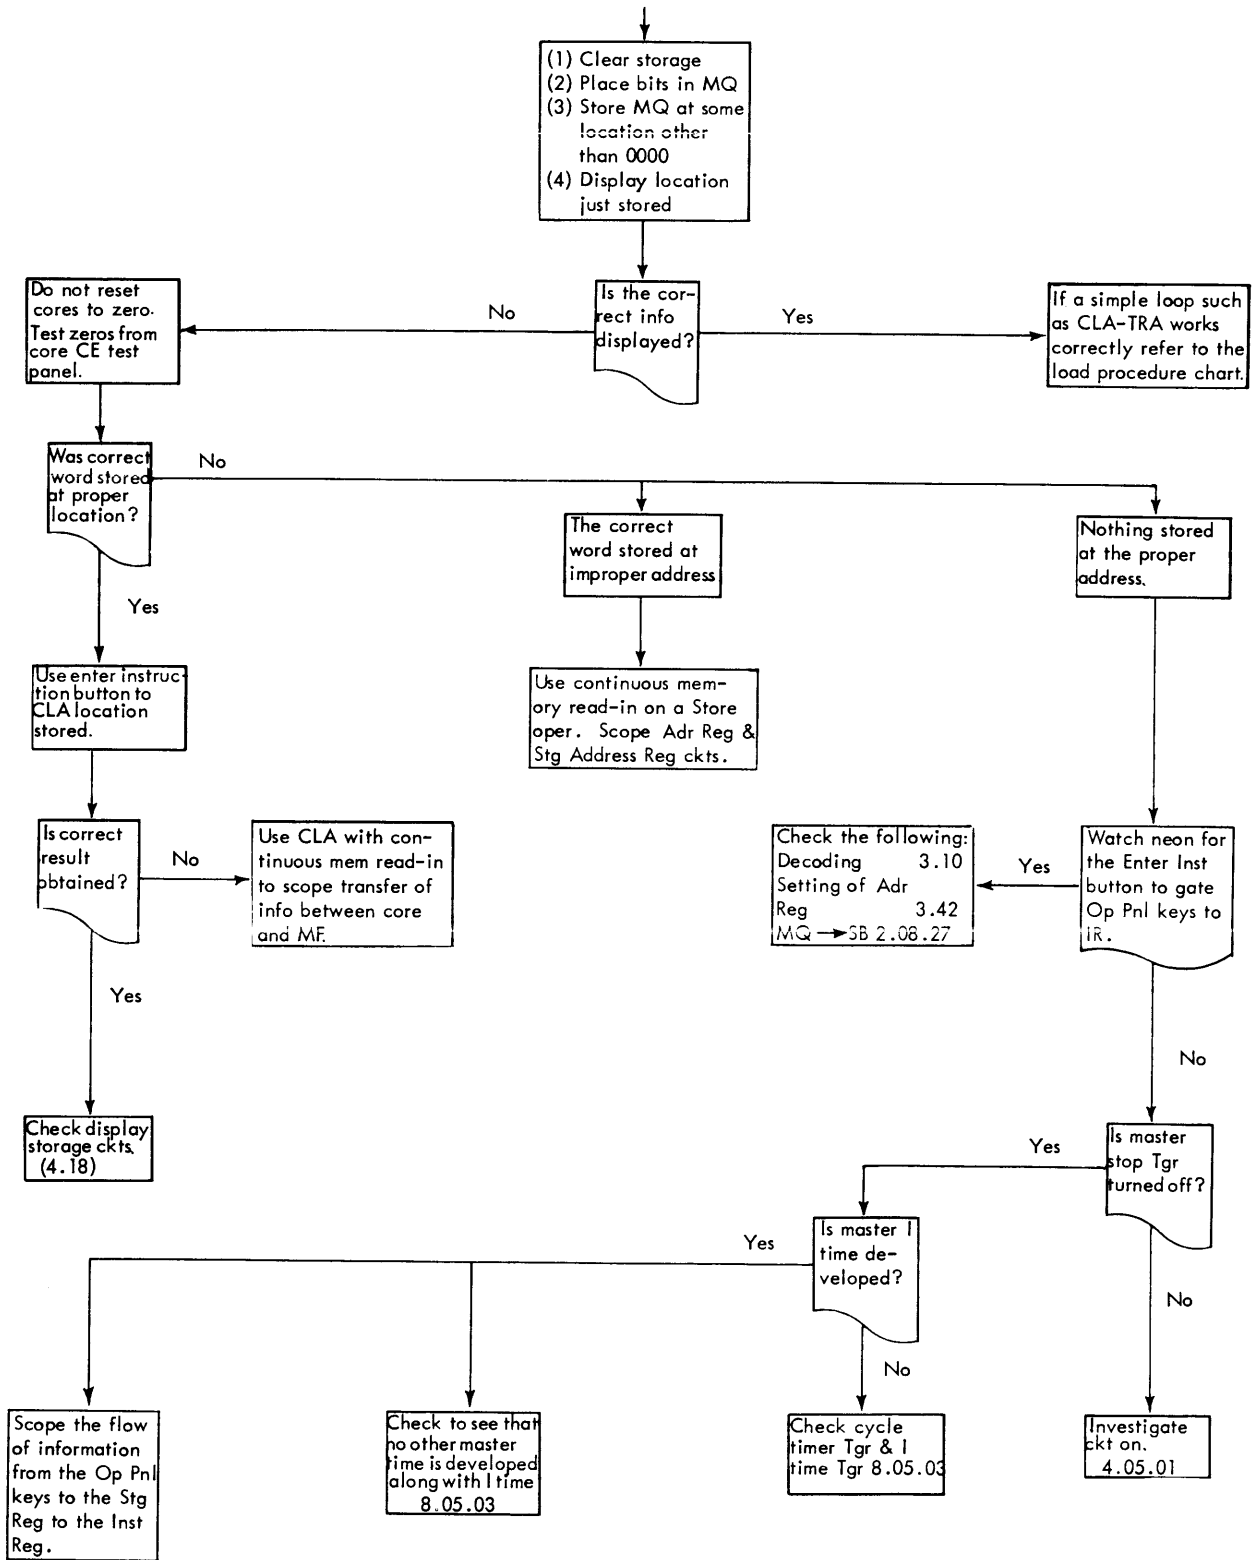 (1) Clear storage
(2) Place bits in MQ
(3) Store MQ at some
location other
than 0000
(4) Display location
just stored
Do not reset
cores to zero.
Test zeros from
core CE test
panel.
No
Is the cor-
rect info
displayed?
Yes
If a simple loop such
as CLA-TRA works
correctly refer to the
load procedure chart.
Was correct
word stored
at proper
location?
No
The correct
word stored at
improper address
Nothing stored
at the proper
address.
Yes
Use enter instruc-
tion button to
CLA location
stored.
Use continuous mem-
ory read-in on a Store
oper. Scope Adr Reg &
Stg Address Reg ckts.
Is correct
result
obtained?
No
Use CLA with con-
tinuous mem read-in
to scope transfer of
info between core
and MF.
Check the following:
Decoding 3.10
Setting of Adr
Reg 3.42
MQ → SB 2.08.27
Yes
Watch neon for
the Enter Inst
button to gate
Op Pnl keys to
IR.
Yes
No
Check display
storage ckts.
(4.18)
Yes
Is master
stop Tgr
turned off?
Yes
Is master I
time de-
veloped?
No
No
Scope the flow
of information
from the Op Pnl
keys to the Stg
Reg to the Inst
Reg.
Check to see that
no other master
time is developed
along with I time
8.05.03
Check cycle
timer Tgr & I
time Tgr 8.05.03
Investigate
ckt on.
4.05.01